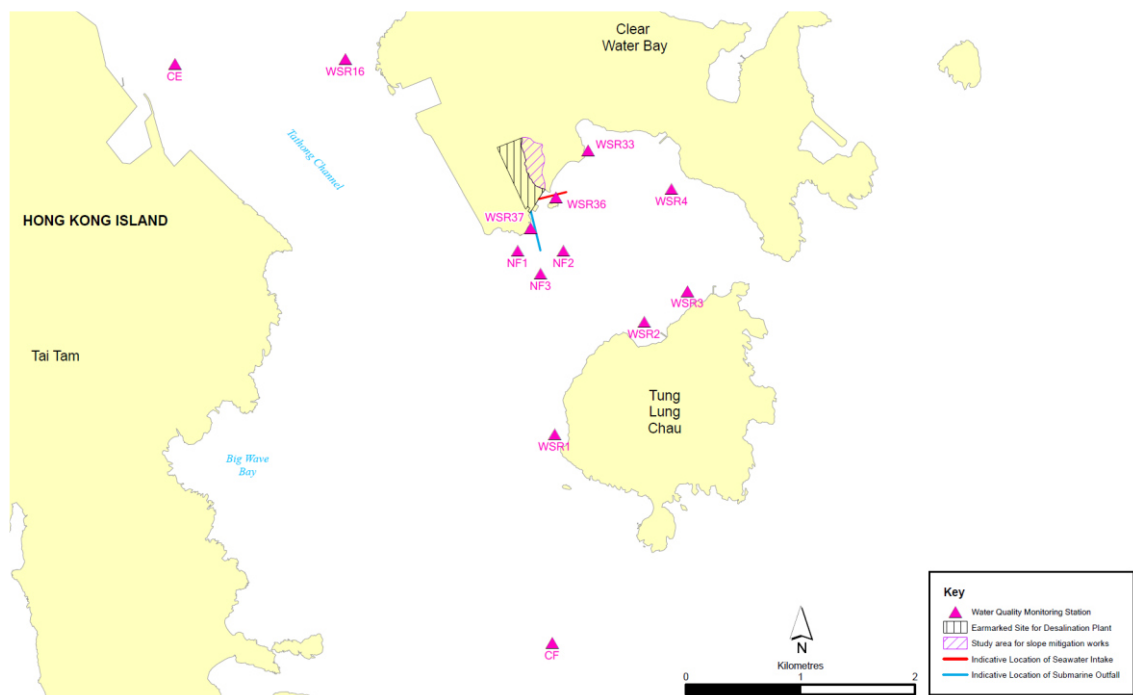 Clear
Water Bay
CE
WSR16
Tathong Channel
WSR33
WSR4
WSR36
HONG KONG ISLAND
WSR37
NF1
NF2
NF3
WSR3
WSR2
Tai Tam
Tung
Lung
Chau
WSR1
Big Wave
Bay
CF
N
Kilometres
0
1
2
Key
Water Quality Monitoring Station
Earmarked Site for Desalination Plant
Study area for slope mitigation works
Indicative Location of Seawater Intake
Indicative Location of Submarine Outfall